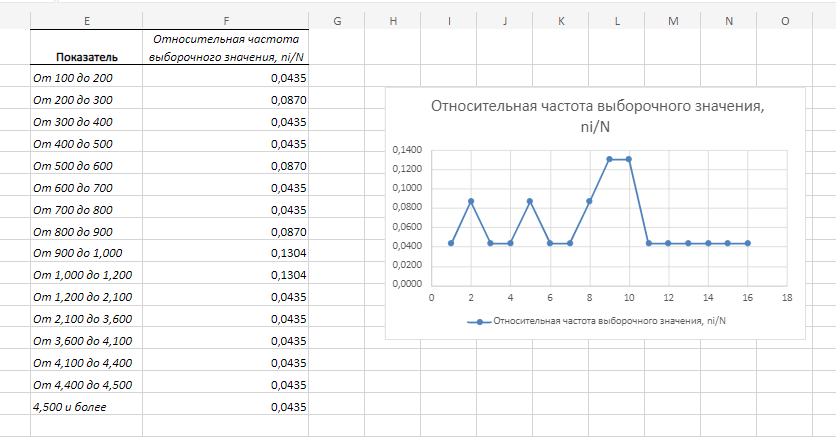 E F G H I J K L M N O
Относительная частота
Показатель выборочного значения, ni/N
От 100 до 200 0,0435
От 200 до 300 0,0870
От 300 до 400 0,0435
От 400 до 500 0,0435
От 500 до 600 0,0870
От 600 до 700 0,0435
От 700 до 800 0,0435
От 800 до 900 0,0870
От 900 до 1,000 0,1304
От 1,000 до 1,200 0,1304
От 1,200 до 2,100 0,0435
От 2,100 до 3,600 0,0435
От 3,600 до 4,100 0,0435
От 4,100 до 4,400 0,0435
От 4,400 до 4,500 0,0435
4,500 и более 0,0435
Относительная частота выборочного значения,
ni/N
0,1400
0,1200
0,1000
0,0800
0,0600
0,0400
0,0200
0,0000
0 2 4 6 8 10 12 14 16 18
Относительная частота выборочного значения, ni/N